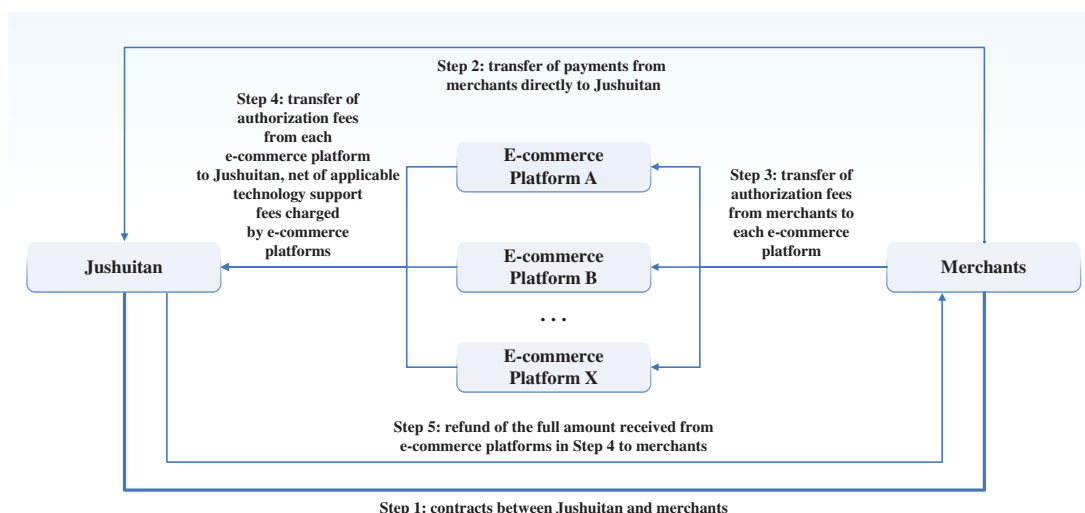 Step 2: transfer of payments from
merchants directly to Jushuitan
Step 4: transfer of
authorization fees
from each
e-commerce platform
to Jushuitan, net of applicable
technology support
fees charged
by e-commerce
platforms
E-commerce
Platform A
Step 3: transfer of
authorization fees
from merchants to
each e-commerce
platform
Jushuitan
E-commerce
Platform B
Merchants
. . .
E-commerce
Platform X
Step 5: refund of the full amount received from
e-commerce platforms in Step 4 to merchants
Step 1: contracts between Jushuitan and merchants